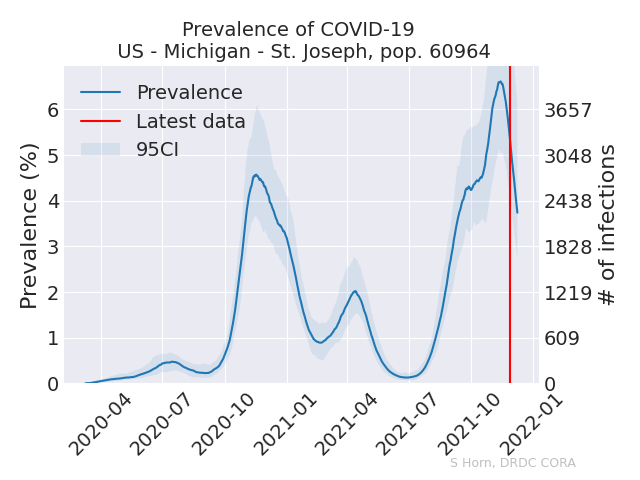 Prevalence of COVID-19
US - Michigan - St. Joseph, pop. 60964
Prevalence
Latest data
95CI
Prevalence (%)
6
5
4
3
2
1
0
3657
3048
2438
1828
1219
609
0
# of infections
2020-04
2020-07
2020-10
2021-01
2021-04
2021-07
2021-10
2022-01
S Horn, DRDC CORA